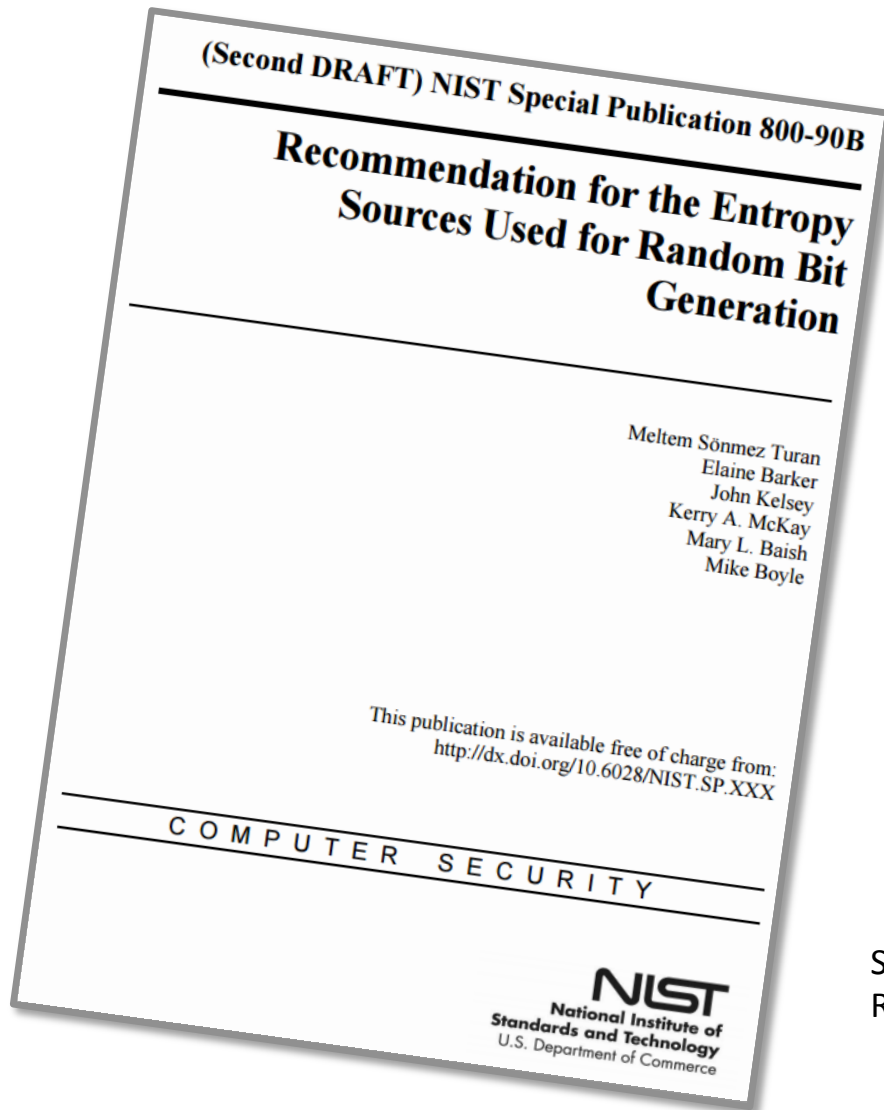 (Second DRAFT) NIST Special Publication 800-90B
Recommendation for the Entropy
Sources Used for Random Bit
Generation
Meltem Sönmez Turan
Elaine Barker
John Kelsey
Kerry A. McKay
Mary L. Baish
Mike Boyle
This publication is available free of charge from:
http://dx.doi.org/10.6028/NIST.SP.XXX
COMPUTER SECURITY
S
R
NIST
National Institute of
Standards and Technology
U.S. Department of Commerce